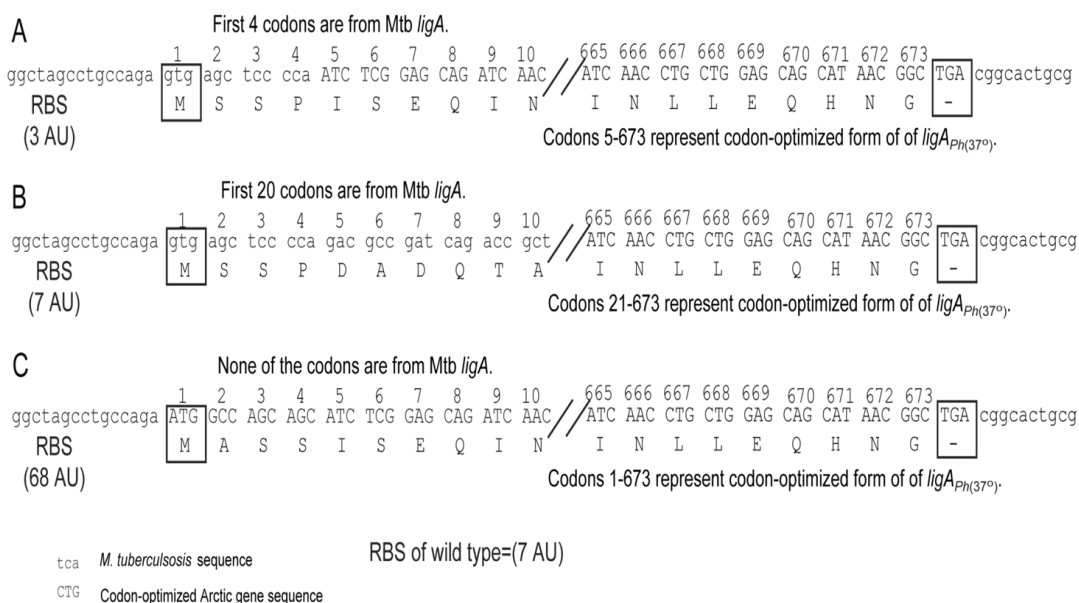 A
First 4 codons are from Mtb ligA.
1 2 3 4 5 6 7 8 9 10 665 666 667 668 669 670 671 672 673
ggctagcctgccaga gtg agc tcc cca ATC TCG GAG CAG ATC AAC // ATC AAC CTG CTG GAG CAG CAT AAC GGC TGA cggcactgcg
RBS M S S P I S E Q I N I N L L E Q H N G –
(3 AU)
Codons 5-673 represent codon-optimized form of of ligAPh(37º).
B
First 20 codons are from Mtb ligA.
1 2 3 4 5 6 7 8 9 10 665 666 667 668 669 670 671 672 673
ggctagcctgccaga gtg agc tcc cca gac gcc gat cag acc gct // ATC AAC CTG CTG GAG CAG CAT AAC GGC TGA cggcactgcg
RBS M S S P D A D Q T A I N L L E Q H N G –
(7 AU)
Codons 21-673 represent codon-optimized form of of ligAPh(37º).
C
None of the codons are from Mtb ligA.
1 2 3 4 5 6 7 8 9 10 665 666 667 668 669 670 671 672 673
ggctagcctgccaga ATG GCC AGC AGC ATC TCG GAG CAG ATC AAC // ATC AAC CTG CTG GAG CAG CAT AAC GGC TGA cggcactgcg
RBS M A S S I S E Q I N I N L L E Q H N G –
(68 AU)
Codons 1-673 represent codon-optimized form of of ligAPh(37º).
RBS of wild type=(7 AU)
tca M. tuberculsosis sequence
CTG Codon-optimized Arctic gene sequence